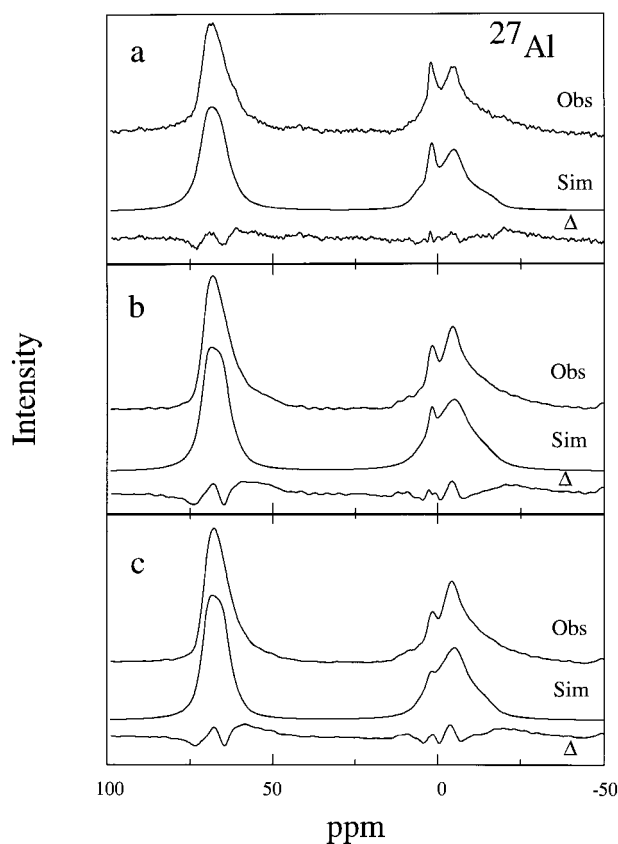 a
²⁷Al
Obs
Sim
Δ
b
Obs
Sim
Δ
c
Obs
Sim
Δ
Intensity
100 50 0 -50
ppm